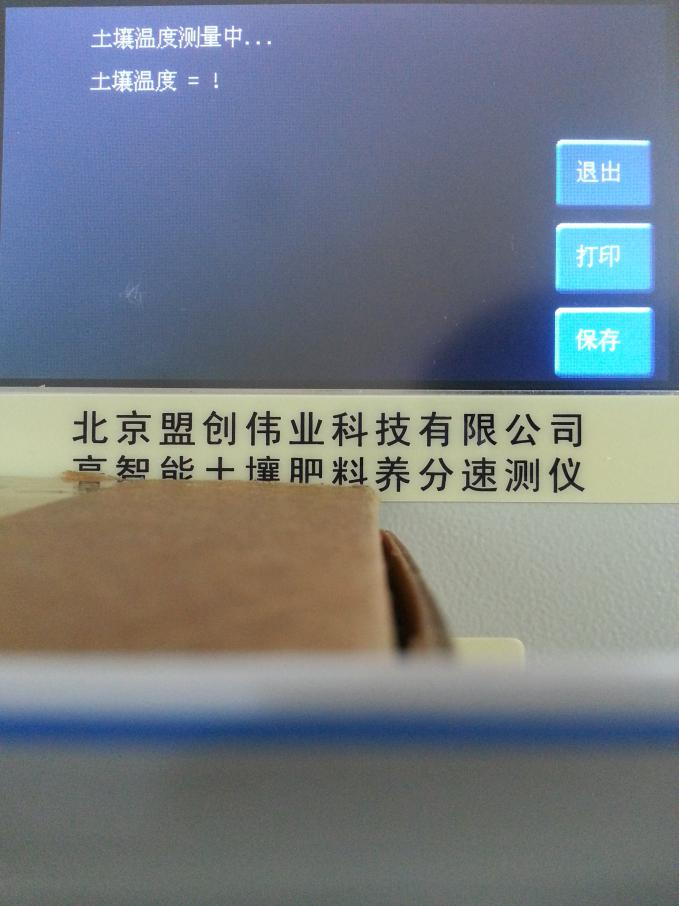 土壤温度测量中...
土壤温度 = !
退出
打印
保存
北京盟创伟业科技有限公司
高智能土壤肥料养分速测仪